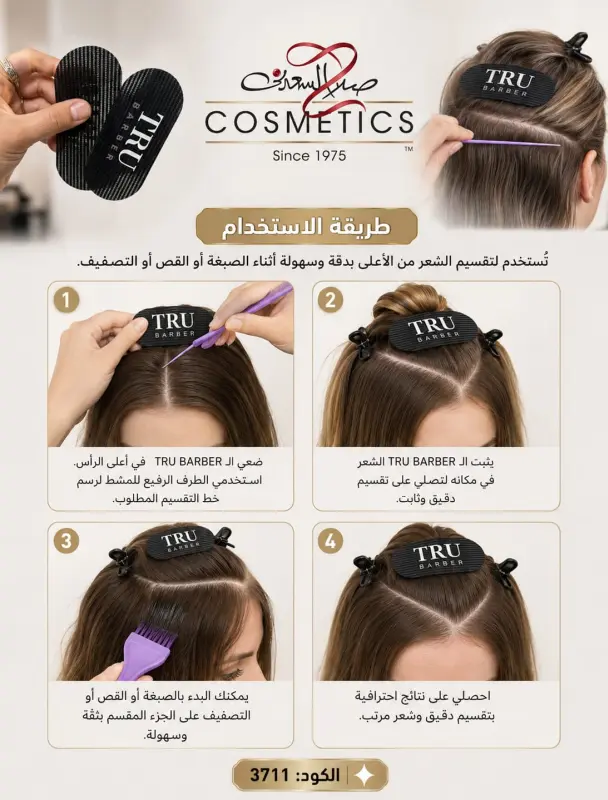 TRU
BARBER
صلاح السعدني
COSMETICS
Since 1975
TM
TRU
BARBER
طريقة الاستخدام
تُستخدم لتقسيم الشعر من الأعلى بدقة وسهولة أثناء الصبغة أو القص أو التصفيف.
1
TRU
BARBER
ضعي الـ TRU BARBER في أعلى الرأس.
استخدمي الطرف الرفيع للمشط لرسم
خط التقسيم المطلوب.
2
TRU
BARBER
يثبت الـ TRU BARBER الشعر
في مكانه لتصلي على تقسيم
دقيق وثابت.
3
TRU
BARBER
يمكنك البدء بالصبغة أو القص أو
التصفيف على الجزء المقسم بثقة
وسهولة.
4
TRU
BARBER
احصلي على نتائج احترافية
بتقسيم دقيق وشعر مرتب.
الكود: 3711